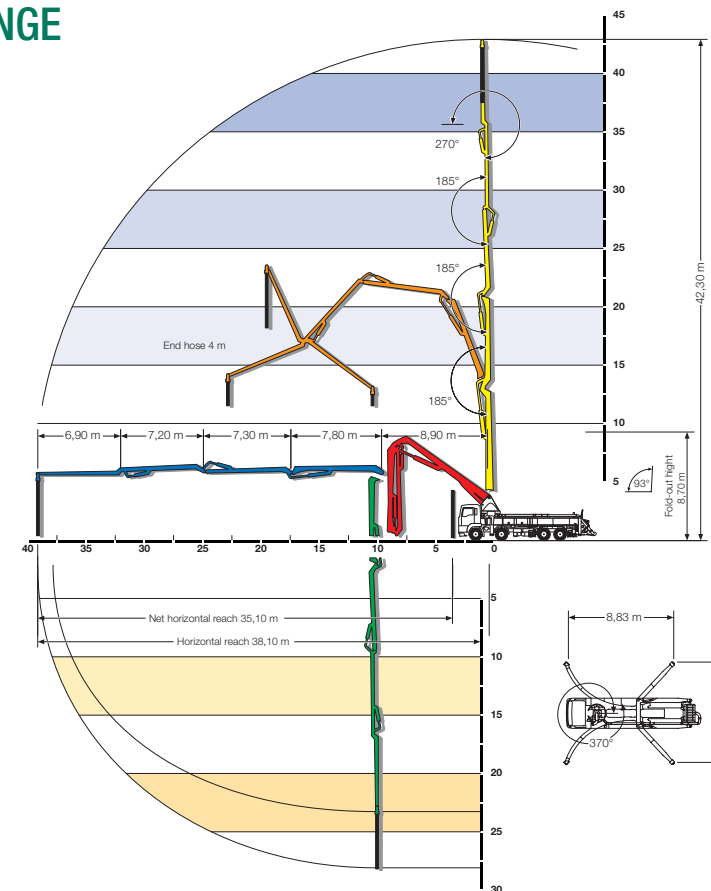 NGE
45
40
35
270°
185°
30
25
185°
20
42,30 m
End hose 4 m
15
185°
10
6,90 m
7,20 m
7,30 m
7,80 m
8,90 m
5
93°
Fold-out hight
8,70 m
40
35
30
25
20
15
10
5
0
5
Net horizontal reach 35,10 m
Horizontal reach 38,10 m
8,83 m
10
15
370°
20
25
30